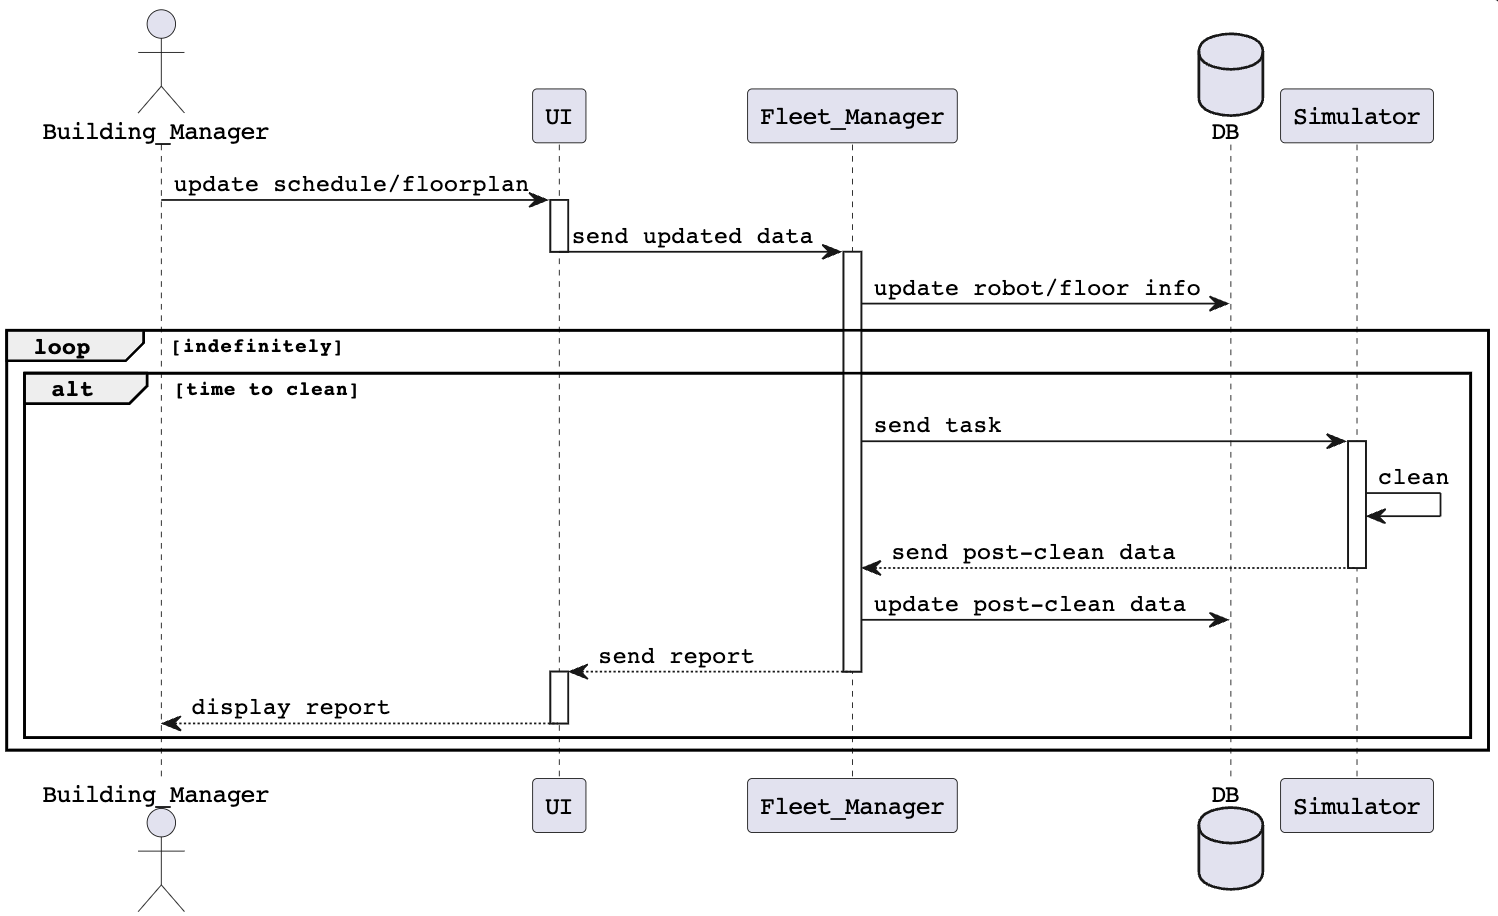 Building_Manager
UI
Fleet_Manager
DB
Simulator
update schedule/floorplan
send updated data
update robot/floor info
loop [indefinitely]
alt [time to clean]
send task
clean
send post-clean data
update post-clean data
send report
display report
Building_Manager
UI
Fleet_Manager
DB
Simulator